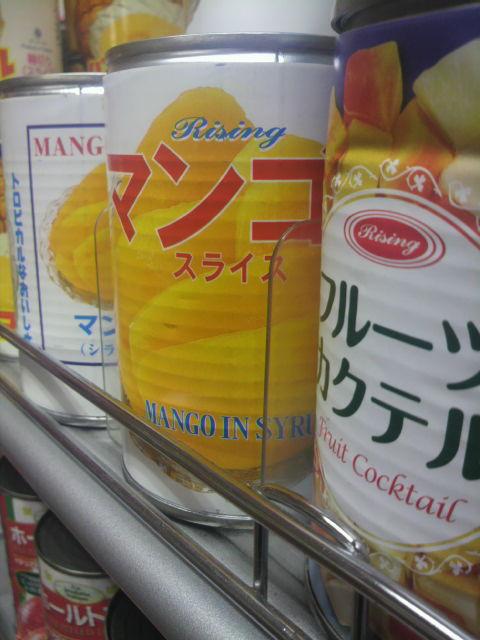 MANG
トロピカルなおいし
マン
(シラ
Rising
マンゴ
スライス
MANGO IN SYRU
Rising
フルーツ
カクテル
Fruit Cocktail
ホー
ールト